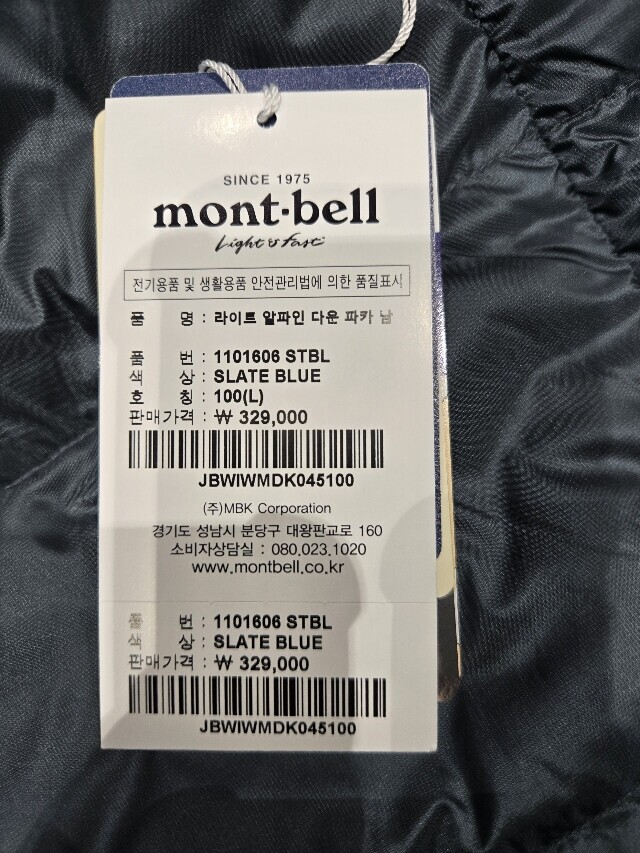 SINCE 1975
mont·bell
Light & Fast
전기용품 및 생활용품 안전관리법에 의한 품질표시
품 명 : 라이트 알파인 다운 파카 남
품 번 : 1101606 STBL
색 상 : SLATE BLUE
호 칭 : 100(L)
판매가격 : ₩ 329,000
JBWIWMDK045100
(주)MBK Corporation
경기도 성남시 분당구 대왕판교로 160
소비자상담실 : 080.023.1020
www.montbell.co.kr
품 번 : 1101606 STBL
색 상 : SLATE BLUE
판매가격 : ₩ 329,000
JBWIWMDK045100